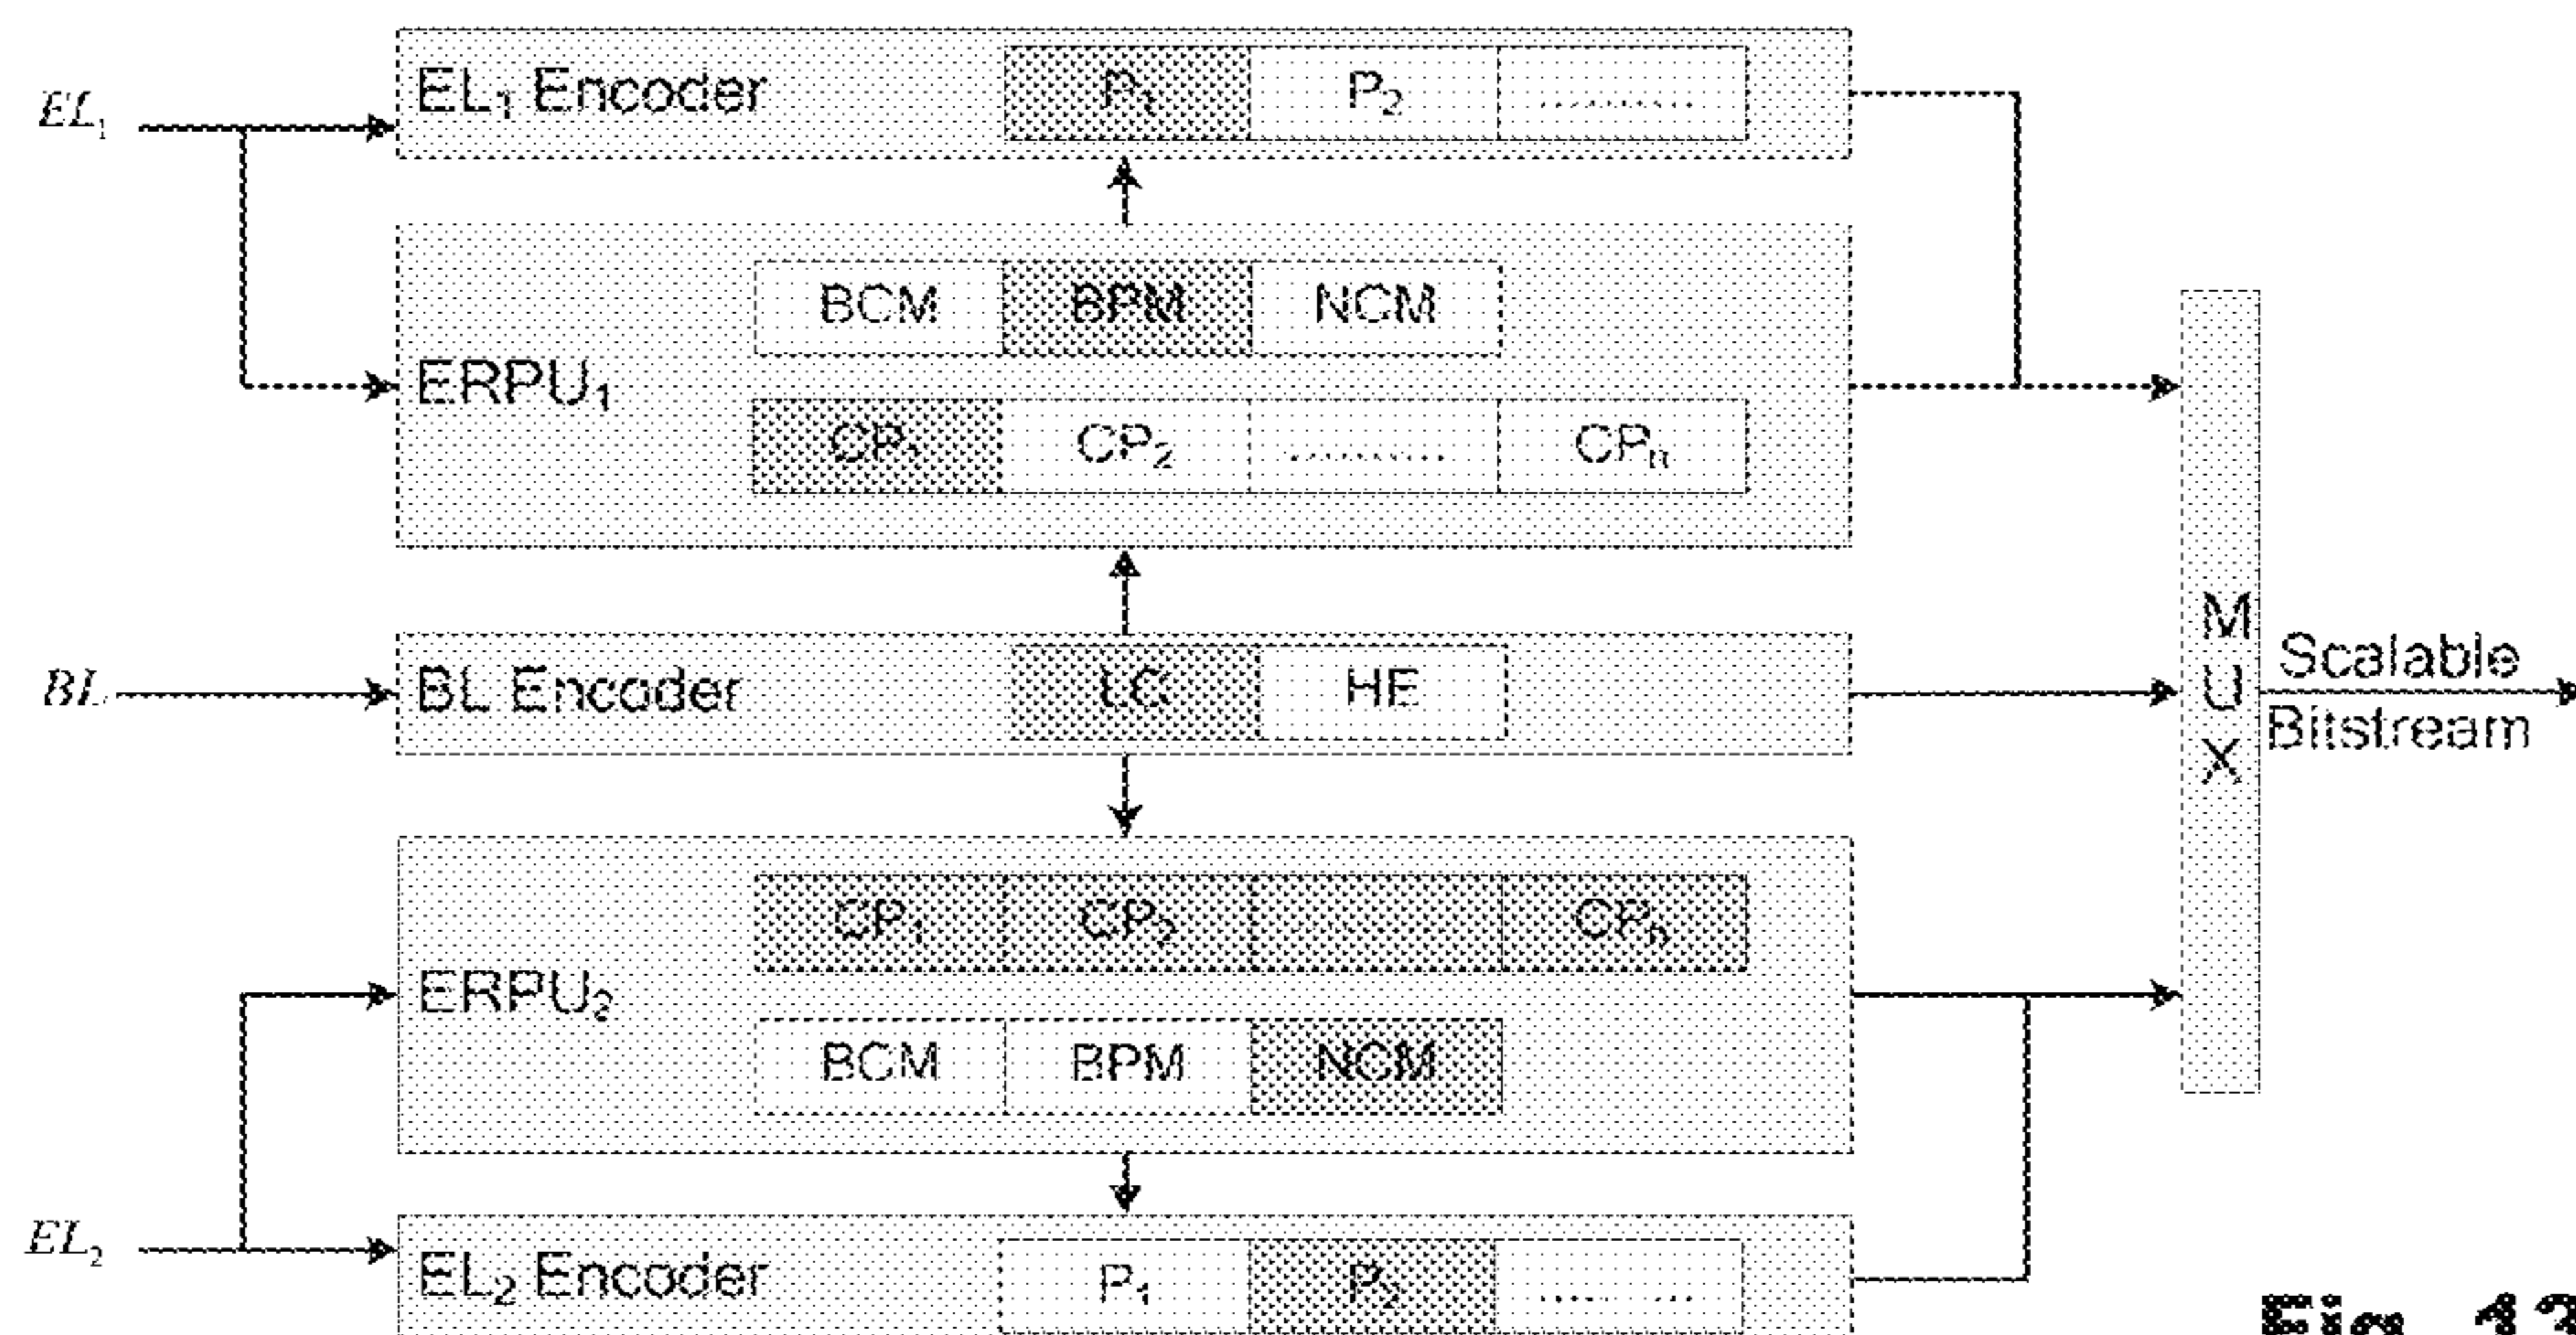 EL₁
EL₁ Encoder
P₁ P₂ .........
BCM BPM NCM
ERPU₁
CP₁ CP₂ ......... CPₙ
BL
BL Encoder
LC HE
MUX
Scalable
Bitstream
CP₁ CP₂ CPₙ
ERPU₂
BCM BPM NCM
EL₂
EL₂ Encoder
P₁ P₂ .........